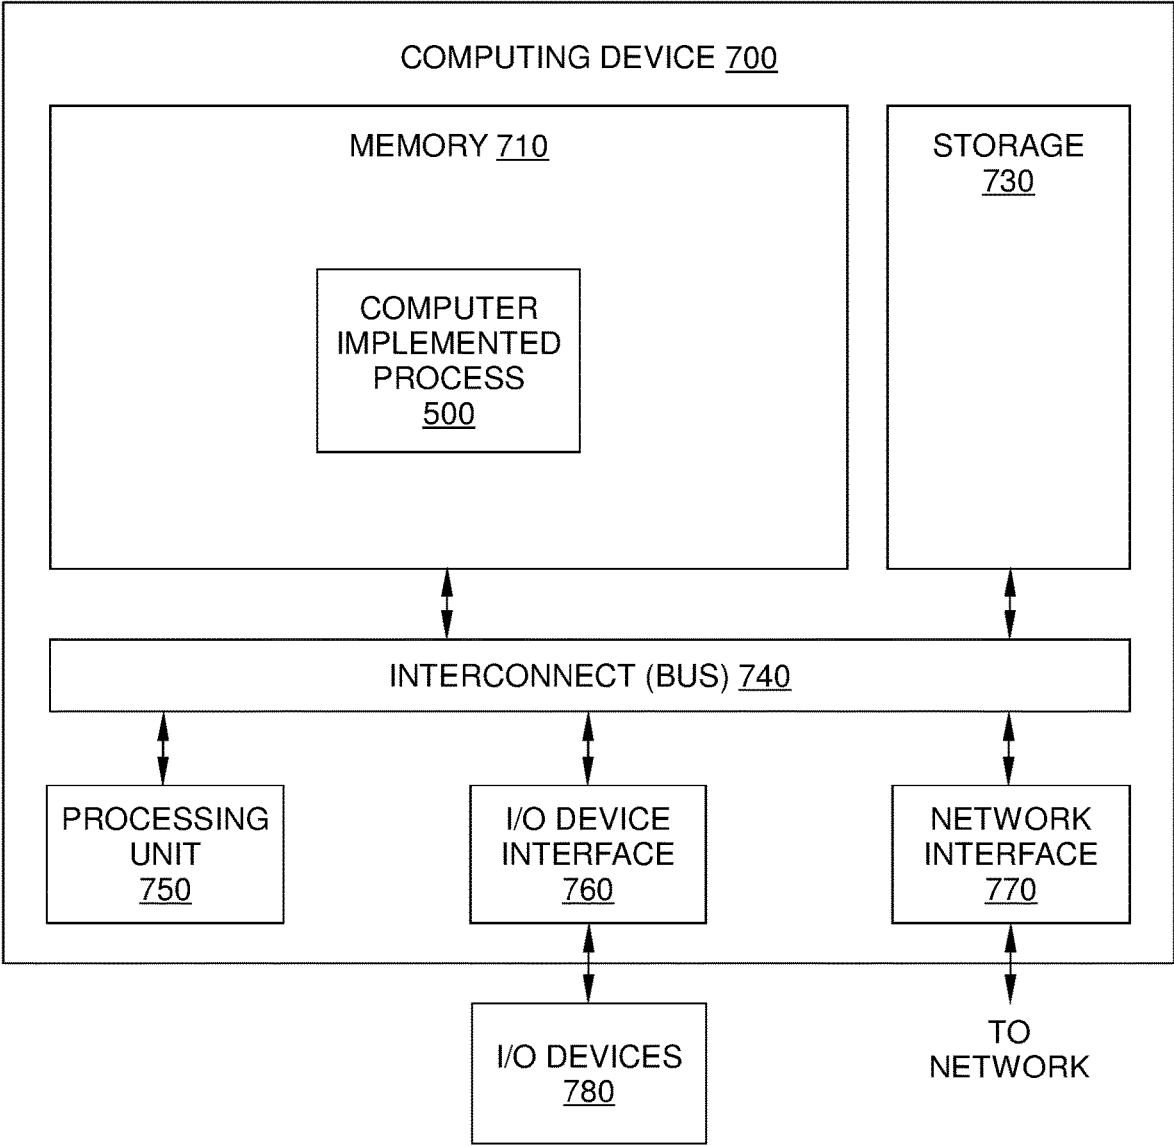 COMPUTING DEVICE 700
MEMORY 710
COMPUTER
IMPLEMENTED
PROCESS
500
STORAGE
730
INTERCONNECT (BUS) 740
PROCESSING
UNIT
750
I/O DEVICE
INTERFACE
760
NETWORK
INTERFACE
770
I/O DEVICES
780
TO
NETWORK